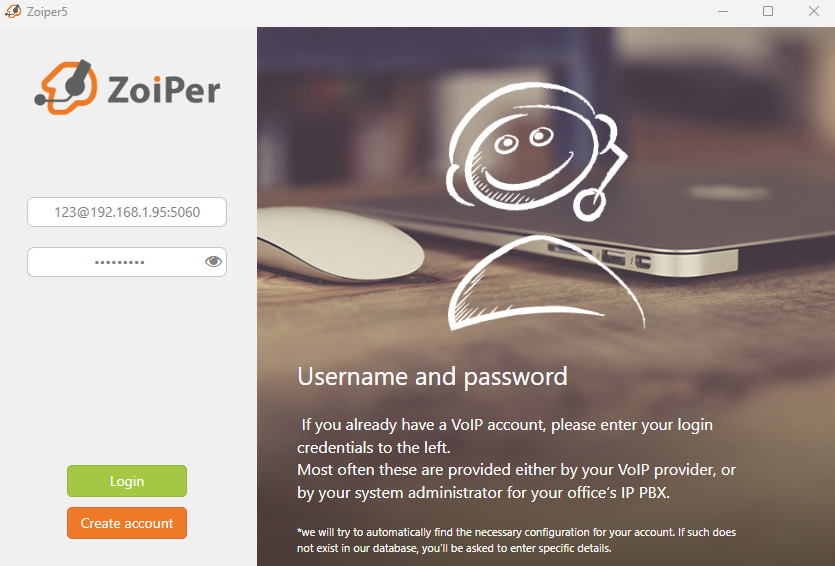 Zoiper5
ZoiPer
123@192.168.1.95:5060
•••••••••
Login
Create account
Username and password
If you already have a VoIP account, please enter your login
credentials to the left.
Most often these are provided either by your VoIP provider, or
by your system administrator for your office's IP PBX.
*we will try to automatically find the necessary configuration for your account. If such does
not exist in our database, you'll be asked to enter specific details.